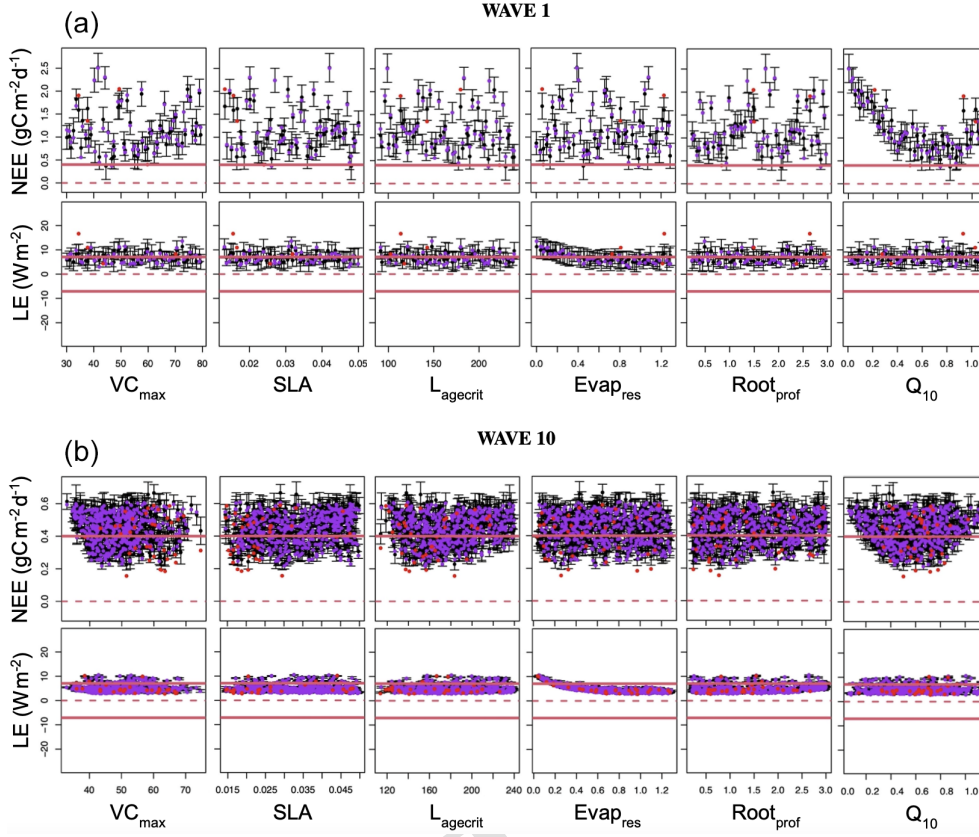 WAVE 1
(a)
NEE (gCm-2d-1)
0.0 0.5 1.0 1.5 2.0 2.5
LE (Wm-2)
-20 -10 0 10 20
30 40 50 60 70 80
0.02 0.03 0.04 0.05
100 150 200
0.0 0.4 0.8 1.2
0.5 1.0 1.5 2.0 2.5 3.0
0.0 0.2 0.4 0.6 0.8 1.0
VCmax SLA Lagecrit Evapres Rootprof Q10
WAVE 10
(b)
NEE (gCm-2d-1)
0.0 0.2 0.4 0.6
LE (Wm-2)
-20 -10 0 10 20
40 50 60 70
0.015 0.025 0.035 0.045
120 160 200 240
0.0 0.2 0.4 0.6 0.8 1.0 1.2
0.5 1.0 1.5 2.0 2.5 3.0
0.0 0.2 0.4 0.6 0.8 1.0
VCmax SLA Lagecrit Evapres Rootprof Q10